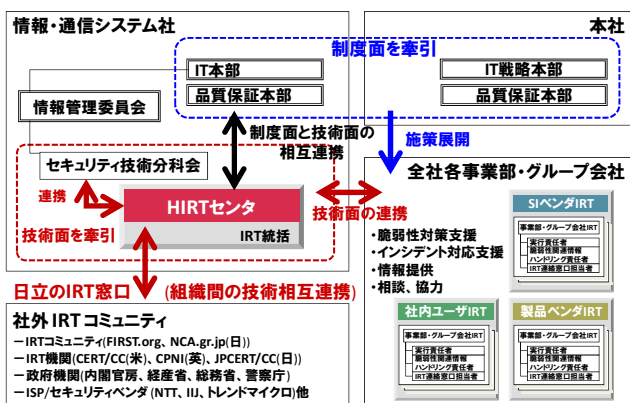 情報・通信システム社
本社
制度面を牽引
IT本部
品質保証本部
IT戦略本部
品質保証本部
情報管理委員会
制度面と技術面の
相互連携
施策展開
セキュリティ技術分科会
連携
HIRTセンタ
IRT統括
技術面を牽引
技術面の連携
全社各事業部・グループ会社
・脆弱性対策支援
・インシデント対応支援
・情報提供
・相談、協力
SIベンダIRT
事業部・グループ会社IRT
実行責任者
脆弱性関連情報
ハンドリング責任者
IRT連絡窓口担当者
社内ユーザIRT
事業部・グループ会社IRT
実行責任者
脆弱性関連情報
ハンドリング責任者
IRT連絡窓口担当者
製品ベンダIRT
事業部・グループ会社IRT
実行責任者
脆弱性関連情報
ハンドリング責任者
IRT連絡窓口担当者
日立のIRT窓口 (組織間の技術相互連携)
社外IRTコミュニティ
－IRTコミュニティ(FIRST.org、NCA.gr.jp(日))
－IRT機関(CERT/CC(米)、CPNI(英)、JPCERT/CC(日))
－政府機関(内閣官房、経産省、総務省、警察庁)
－ISP/セキュリティベンダ(NTT、IIJ、トレンドマイクロ)他